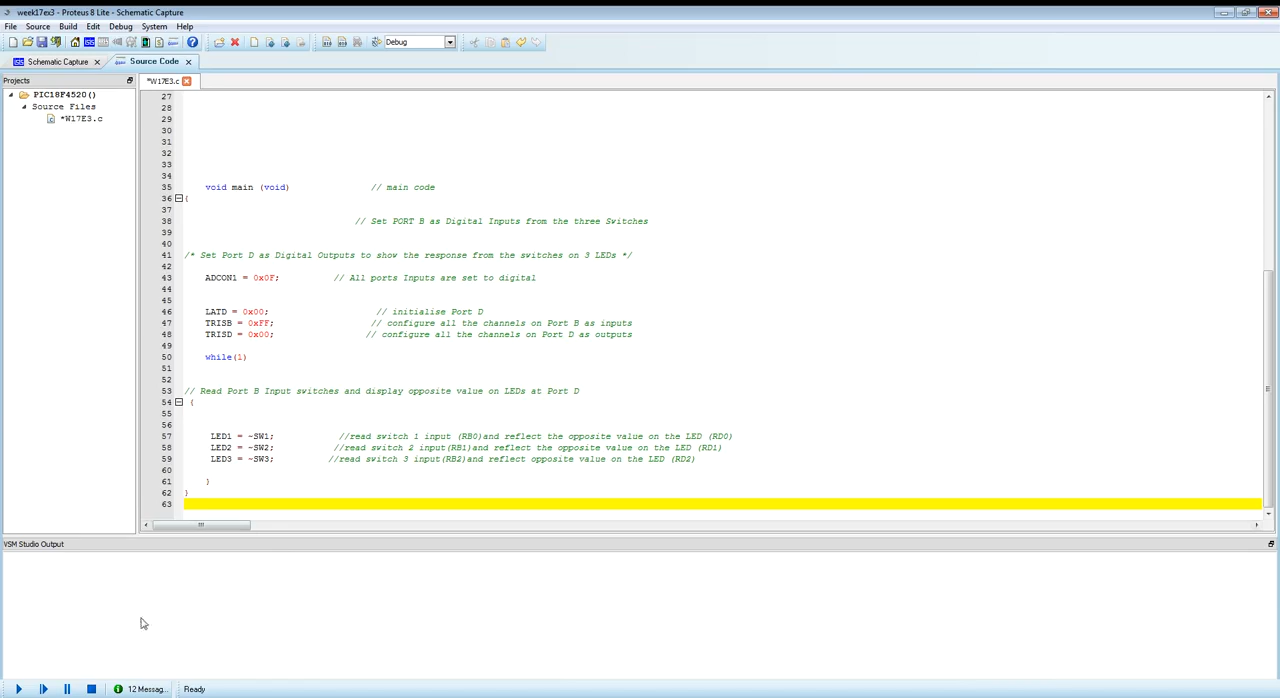 week17ex3 - Proteus 8 Lite - Schematic Capture
File Source Build Edit Debug System Help
Debug
Schematic Capture
Source Code
Projects
*W17E3.c
PIC18F4520()
Source Files
*W17E3.c
27
28
29
30
31
32
33
34
35 void main (void) // main code
36 {
37
38 // Set PORT B as Digital Inputs from the three Switches
39
40
41 /* Set Port D as Digital Outputs to show the response from the switches on 3 LEDs */
42
43 ADCON1 = 0x0F; // All ports Inputs are set to digital
44
45
46 LATD = 0x00; // initialise Port D
47 TRISB = 0xFF; // configure all the channels on Port B as inputs
48 TRISD = 0x00; // configure all the channels on Port D as outputs
49
50 while(1)
51
52
53 // Read Port B Input switches and display opposite value on LEDs at Port D
54 {
55
56
57 LED1 = ~SW1; //read switch 1 input (RB0)and reflect the opposite value on the LED (RD0)
58 LED2 = ~SW2; //read switch 2 input(RB1)and reflect the opposite value on the LED (RD1)
59 LED3 = ~SW3; //read switch 3 input(RB2)and reflect opposite value on the LED (RD2)
60
61 }
62 }
63
VSM Studio Output
12 Messag...
Ready